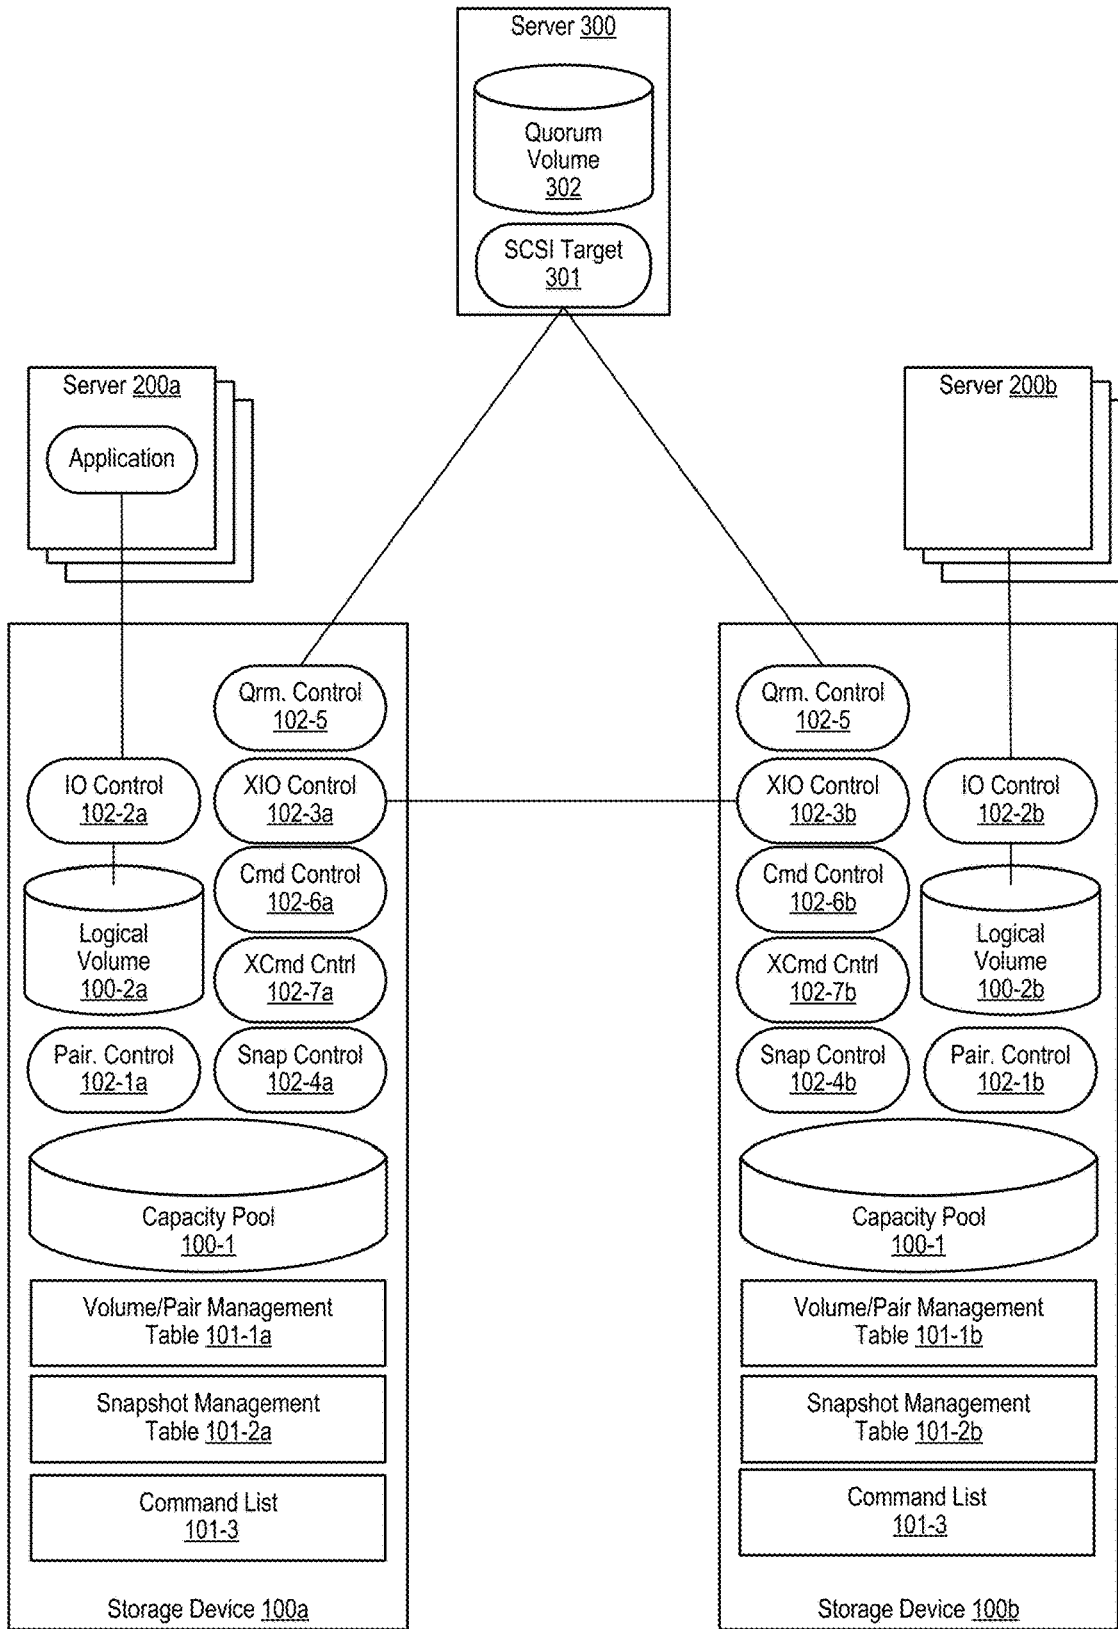 Server 300
Quorum
Volume
302
SCSI Target
301
Server 200a
Application
Server 200b
Qrm. Control
102-5
IO Control
102-2a
XIO Control
102-3a
Cmd Control
102-6a
Logical
Volume
100-2a
XCmd Cntrl
102-7a
Pair. Control
102-1a
Snap Control
102-4a
Capacity Pool
100-1
Volume/Pair Management
Table 101-1a
Snapshot Management
Table 101-2a
Command List
101-3
Storage Device 100a
Qrm. Control
102-5
XIO Control
102-3b
IO Control
102-2b
Cmd Control
102-6b
Logical
Volume
100-2b
XCmd Cntrl
102-7b
Snap Control
102-4b
Pair. Control
102-1b
Capacity Pool
100-1
Volume/Pair Management
Table 101-1b
Snapshot Management
Table 101-2b
Command List
101-3
Storage Device 100b